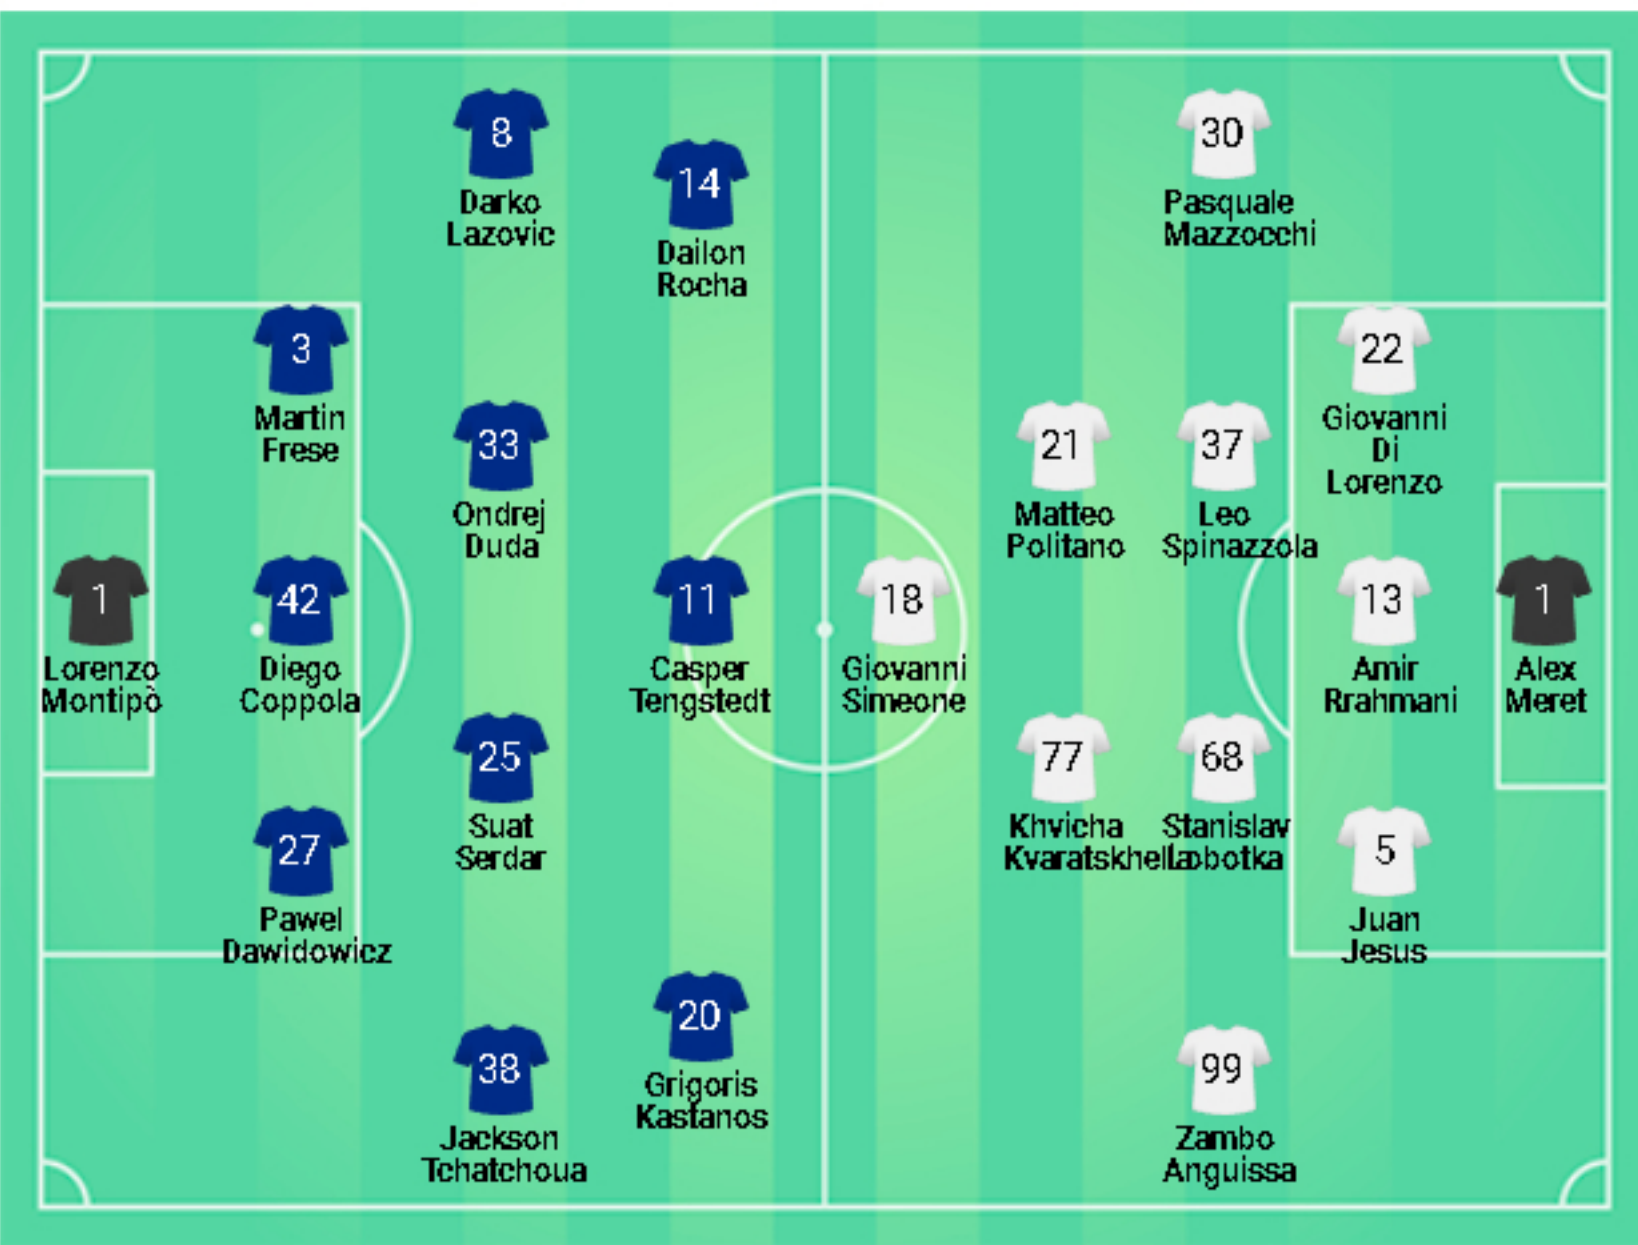 8
Darko
Lazovic
14
Dailon
Rocha
30
Pasquale
Mazzocchi
3
Martin
Frese
33
Ondrej
Duda
21
Matteo
Politano
37
Leo
Spinazzola
22
Giovanni
Di
Lorenzo
1
Lorenzo
Montipò
42
Diego
Coppola
11
Casper
Tengstedt
18
Giovanni
Simeone
13
Amir
Rrahmani
1
Alex
Meret
27
Pawel
Dawidowicz
25
Suat
Serdar
77
Khvicha
Kvaratskhelia
68
Stanislav
Lobotka
5
Juan
Jesus
38
Jackson
Tchatchoua
20
Grigoris
Kastanos
99
Zambo
Anguissa